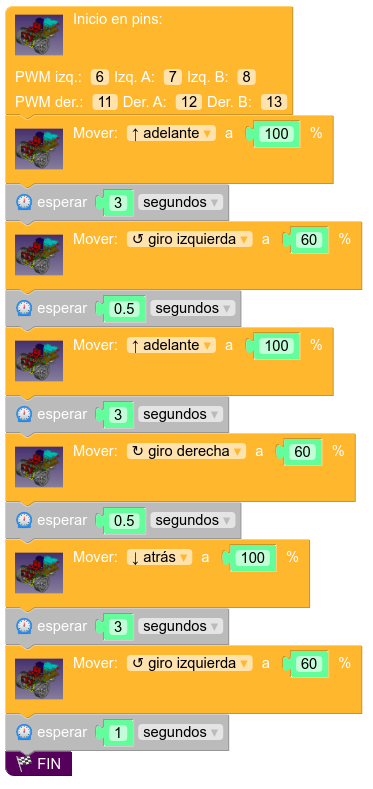 Inicio en pins:
PWM izq.: 6 Izq. A: 7 Izq. B: 8
PWM der.: 11 Der. A: 12 Der. B: 13
Mover: ↑ adelante ▾ a 100 %
esperar 3 segundos ▾
Mover: ↺ giro izquierda ▾ a 60 %
esperar 0.5 segundos ▾
Mover: ↑ adelante ▾ a 100 %
esperar 3 segundos ▾
Mover: ↻ giro derecha ▾ a 60 %
esperar 0.5 segundos ▾
Mover: ↓ atrás ▾ a 100 %
esperar 3 segundos ▾
Mover: ↺ giro izquierda ▾ a 60 %
esperar 1 segundos ▾
FIN